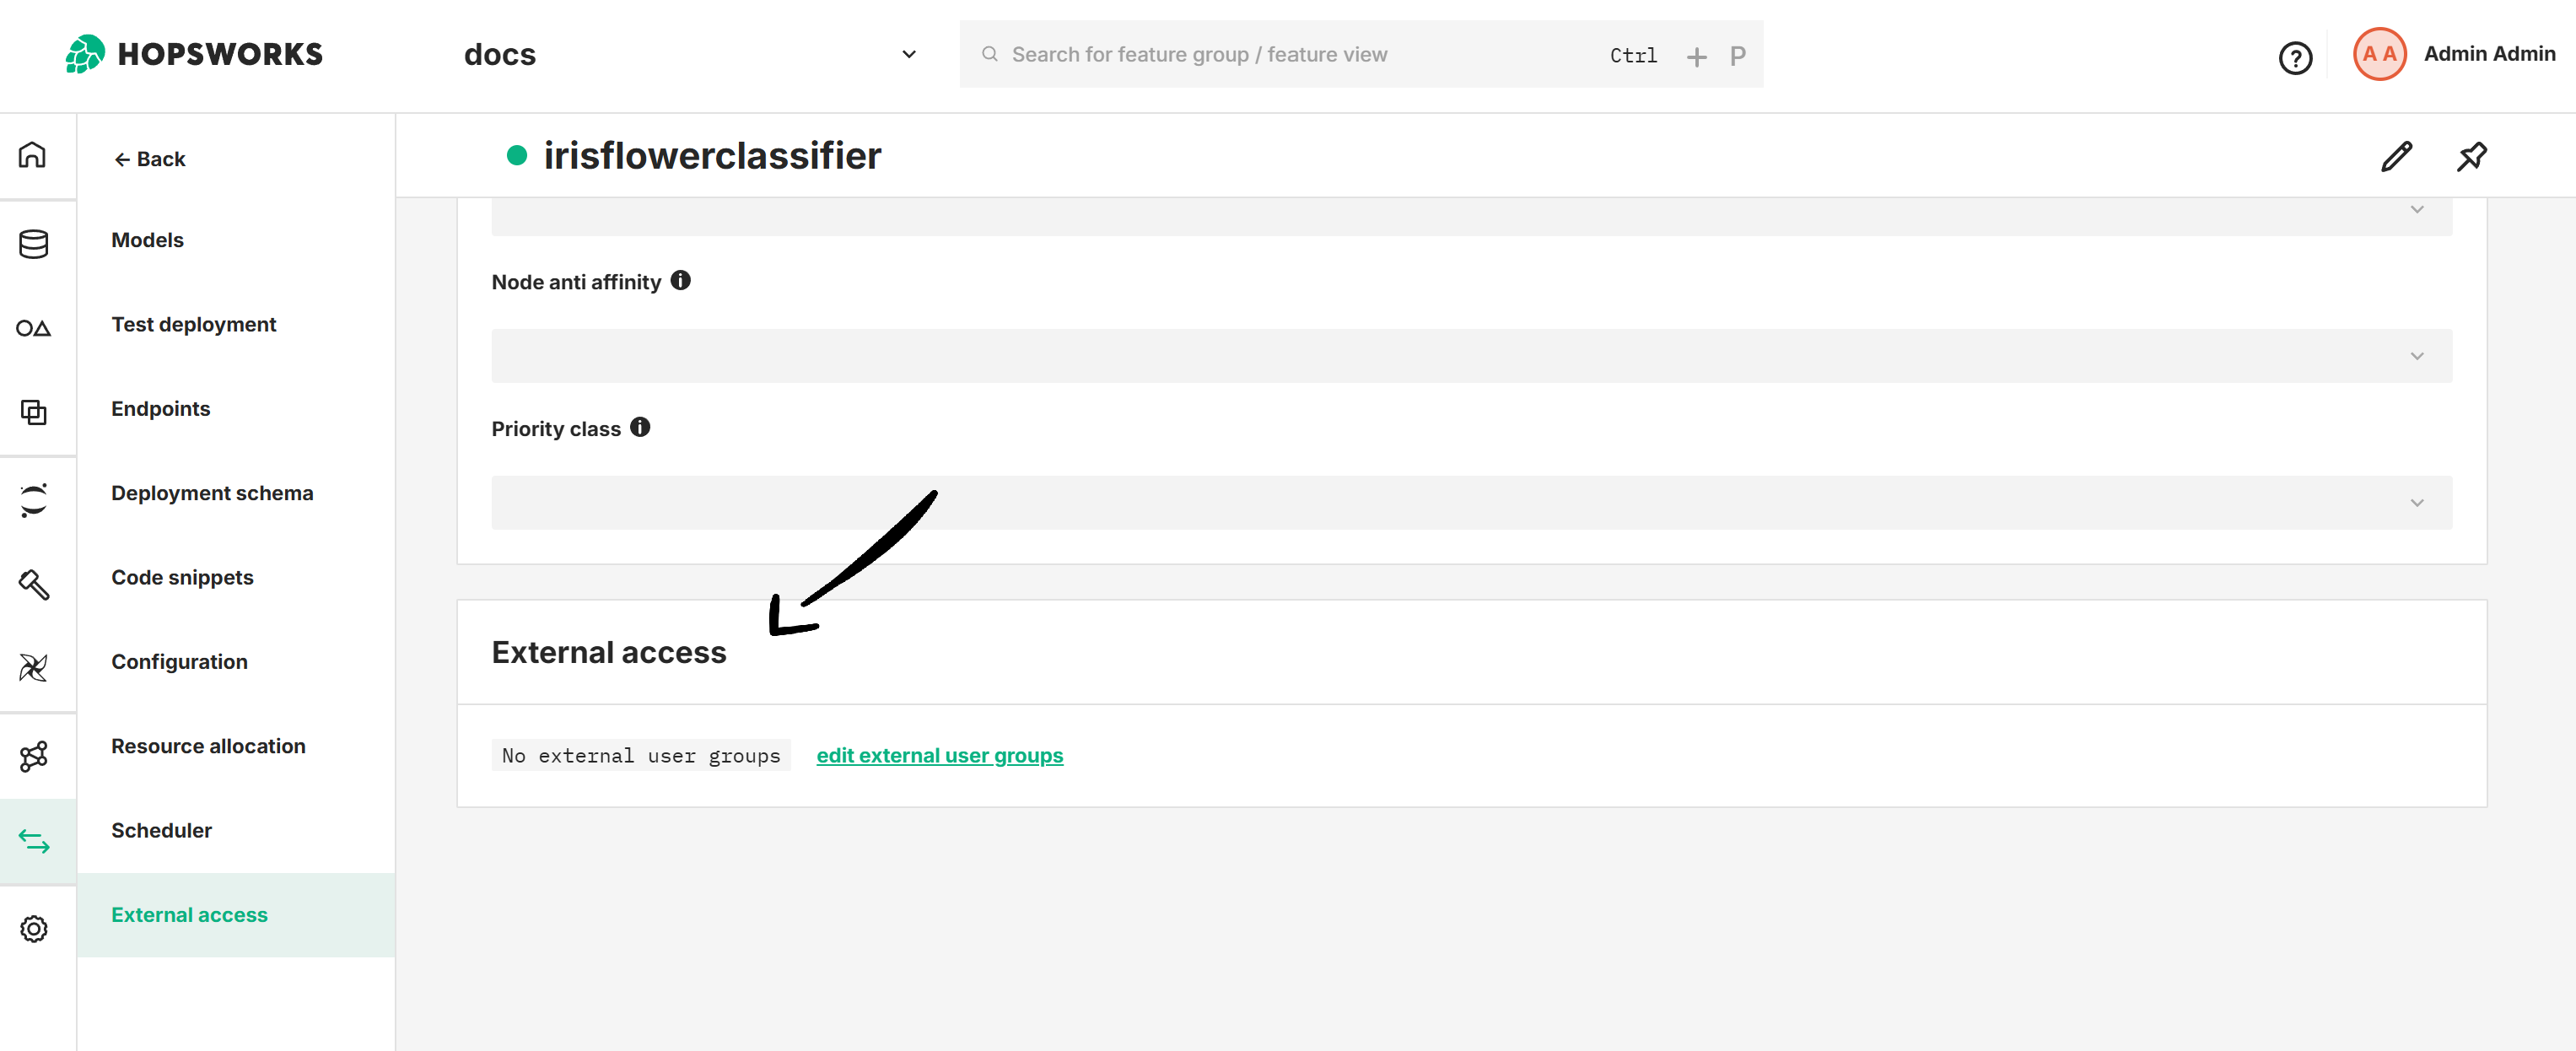 HOPSWORKS
docs
Search for feature group / feature view Ctrl + P
?
A A Admin Admin
← Back
Models
Test deployment
Endpoints
Deployment schema
Code snippets
Configuration
Resource allocation
Scheduler
External access
irisflowerclassifier
Node anti affinity
Priority class
External access
No external user groups edit external user groups